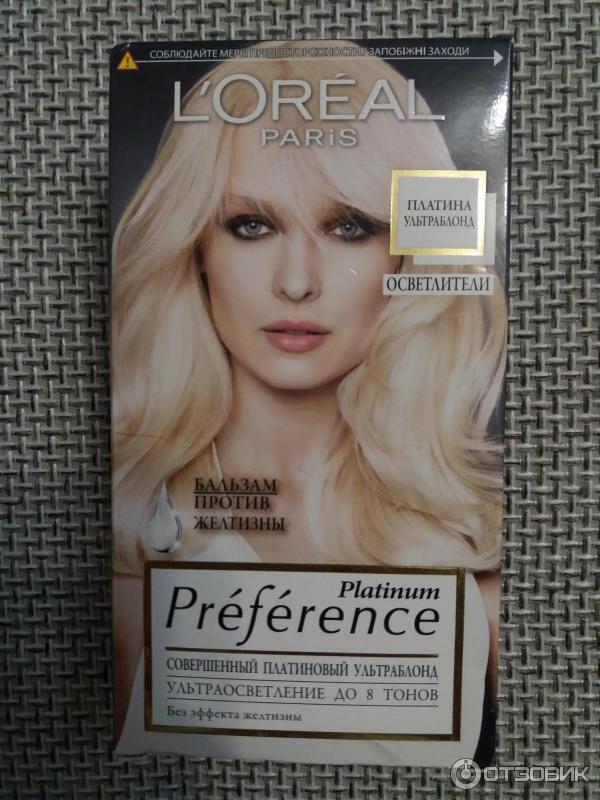 СОБЛЮДАЙТЕ МЕРЫ ПРЕДОСТОРОЖНОСТИ/ЗАПОБІЖНІ ЗАХОДИ
L'ORÉAL
PARiS
ПЛАТИНА
УЛЬТРАБЛОНД
ОСВЕТЛИТЕЛИ
БАЛЬЗАМ
ПРОТИВ
ЖЕЛТИЗНЫ
Platinum
Préférence
СОВЕРШЕННЫЙ ПЛАТИНОВЫЙ УЛЬТРАБЛОНД
УЛЬТРАОСВЕТЛЕНИЕ ДО 8 ТОНОВ
Без эффекта желтизны
ОТЗОВИК